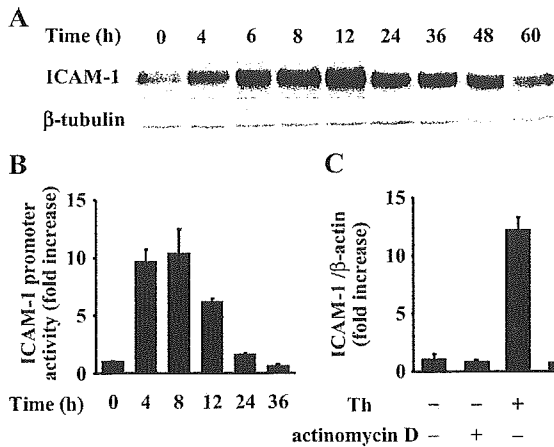 A
Time (h) 0 4 6 8 12 24 36 48 60
ICAM-1
β-tubulin
B
ICAM-1 promoter
activity (fold increase)
15
10
5
0
Time (h) 0 4 8 12 24 36
C
ICAM-1 /β-actin
(fold increase)
15
10
5
0
Th – – +
actinomycin D – + –